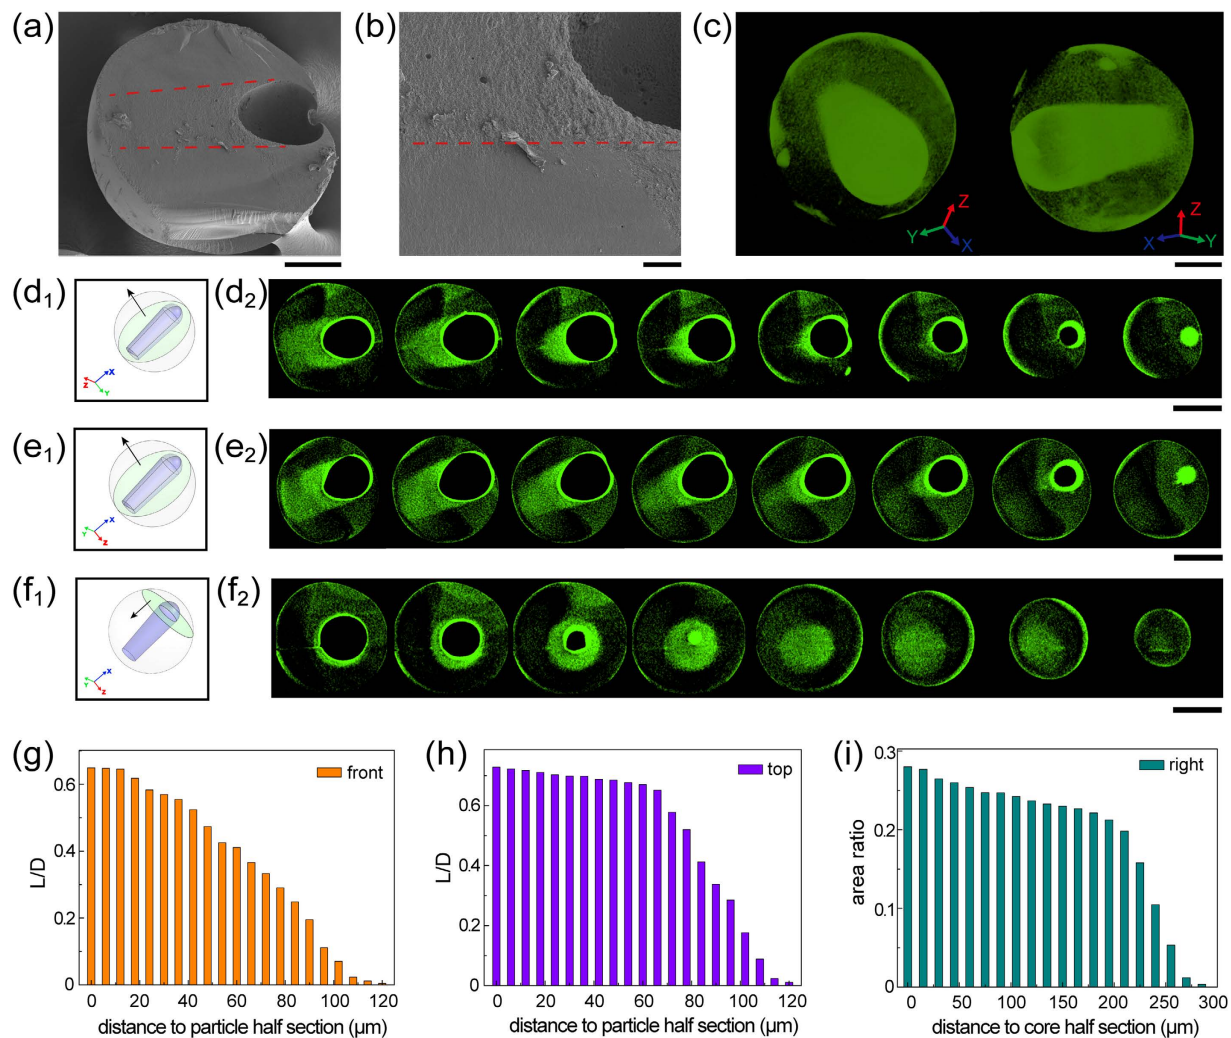 (a)
(b)
(c)
Z
Y
X
Z
X
Y
(d₁)
Z
X
Y
(d₂)
(e₁)
Y
X
Z
(e₂)
(f₁)
Y
X
Z
(f₂)
(g)
front
0.6
0.4
0.2
0
L/D
0 20 40 60 80 100 120
distance to particle half section (μm)
(h)
top
0.6
0.4
0.2
0
L/D
0 20 40 60 80 100 120
distance to particle half section (μm)
(i)
right
0.3
0.2
0.1
0
area ratio
0 50 100 150 200 250 300
distance to core half section (μm)